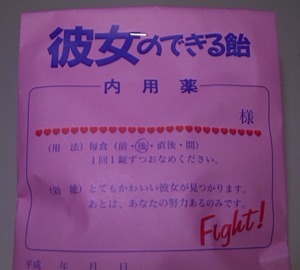 彼女のできる飴
内用薬
様
(用 法) 毎食 (前・後・直後・間)
1回1錠ずつおなめください。
(効 能) とてもかわいい彼女が見つかります。
あとは、あなたの努力あるのみです。
Fight!
平成 年 月 日